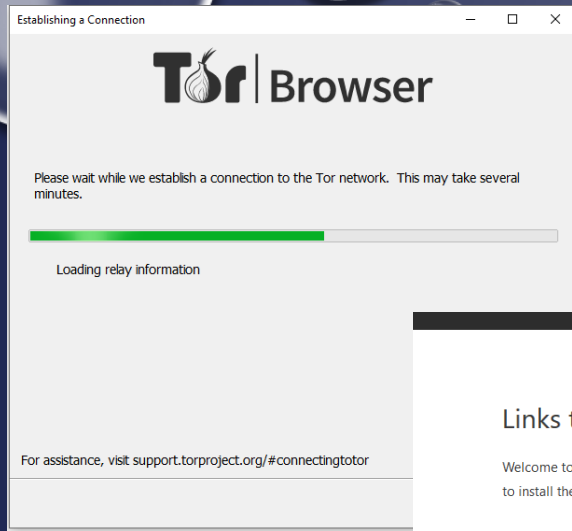 Establishing a Connection
Tor Browser
Please wait while we establish a connection to the Tor network. This may take several
minutes.
Loading relay information
Links
Welcome to
to install the
For assistance, visit support.torproject.org/#connectingtotor